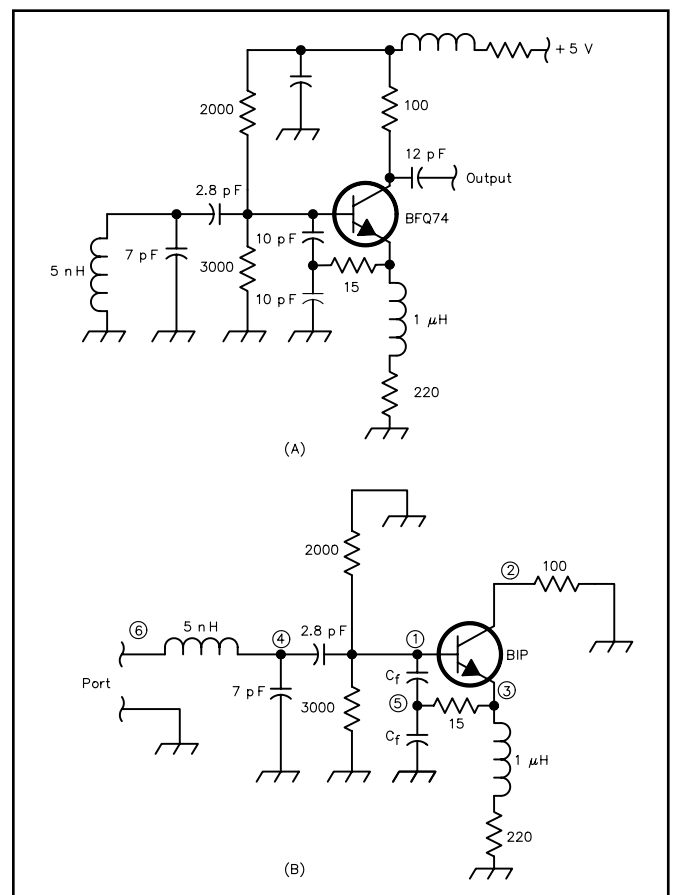 +5 V
2000
100
12 pF
Output
2.8 pF
BFQ74
10 pF
5 nH
7 pF
3000
15
10 pF
1 μH
220
(A)
2000
② 100
⑥ 5 nH ④ 2.8 pF ①
BIP
Port
Cf
③
7 pF
3000
⑤
15
Cf
1 μH
220
(B)